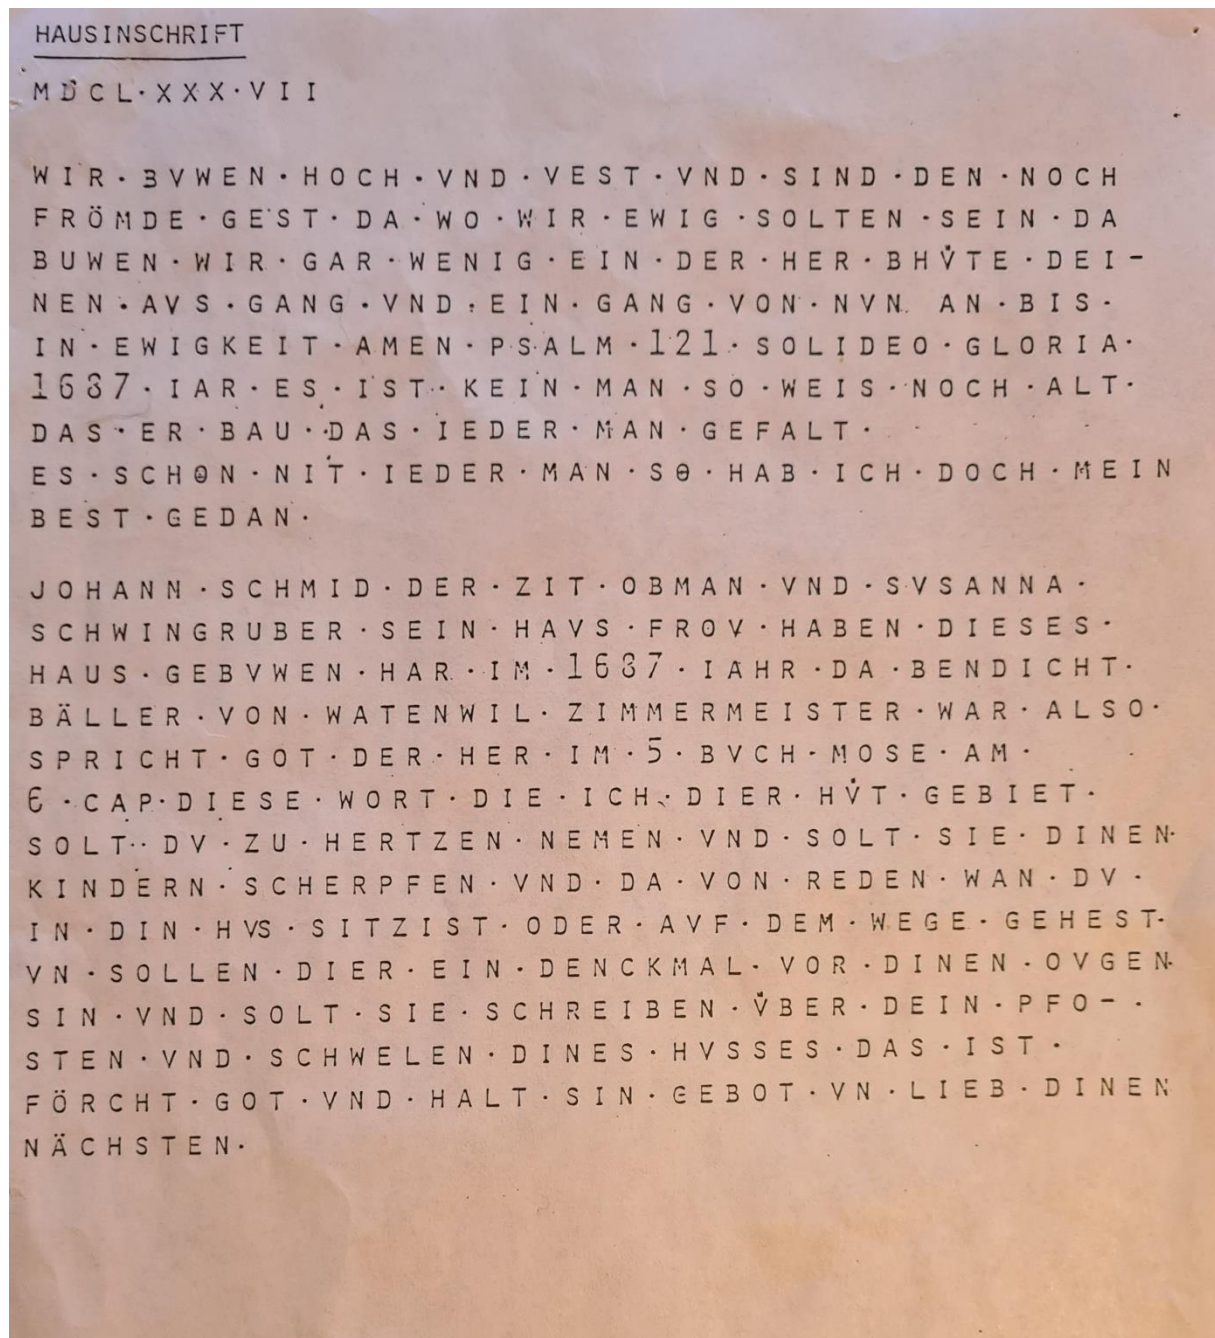 HAUSINSCHRIFT
MDCL·XXX·VII
WIR·BVWEN·HOCH·VND·VEST·VND·SIND·DEN·NOCH
FRÖMDE·GEST·DA·WO·WIR·EWIG·SOLTEN·SEIN·DA
BUWEN·WIR·GAR·WENIG·EIN·DER·HER·BHV̈TE·DEI-
NEN·AVS·GANG·VND·EIN·GANG·VON·NVN·AN·BIS·
IN·EWIGKEIT·AMEN·PSALM·121·SOLIDEO·GLORIA·
1687·IAR·ES·IST·KEIN·MAN·SO·WEIS·NOCH·ALT·
DAS·ER·BAU·DAS·IEDER·MAN·GEFALT·
ES·SCHON·NIT·IEDER·MAN·SO·HAB·ICH·DOCH·MEIN
BEST·GEDAN·
JOHANN·SCHMID·DER·ZIT·OBMAN·VND·SVSANNA·
SCHWINGRUBER·SEIN·HAVS·FROV·HABEN·DIESES·
HAUS·GEBVWEN·HAR·IM·1687·IAHR·DA·BENDICHT·
BÄLLER·VON·WATENWIL·ZIMMERMEISTER·WAR·ALSO·
SPRICHT·GOT·DER·HER·IM·5·BVCH·MOSE·AM·
6·CAP·DIESE·WORT·DIE·ICH·DIER·HV̈T·GEBIET·
SOLT·DV·ZU·HERTZEN·NEMEN·VND·SOLT·SIE·DINEN·
KINDERN·SCHERPFEN·VND·DA·VON·REDEN·WAN·DV·
IN·DIN·HVS·SITZIST·ODER·AVF·DEM·WEGE·GEHEST·
VN·SOLLEN·DIER·EIN·DENCKMAL·VOR·DINEN·OVGEN·
SIN·VND·SOLT·SIE·SCHREIBEN·V̈BER·DEIN·PFO-·
STEN·VND·SCHWELEN·DINES·HVSSES·DAS·IST·
FÖRCHT·GOT·VND·HALT·SIN·GEBOT·VN·LIEB·DINEN
NÄCHSTEN·